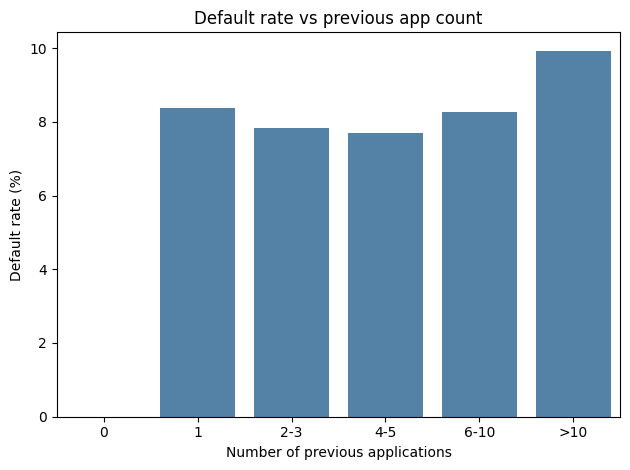 Default rate vs previous app count
Default rate (%)
10
8
6
4
2
0
0 1 2-3 4-5 6-10 >10
Number of previous applications